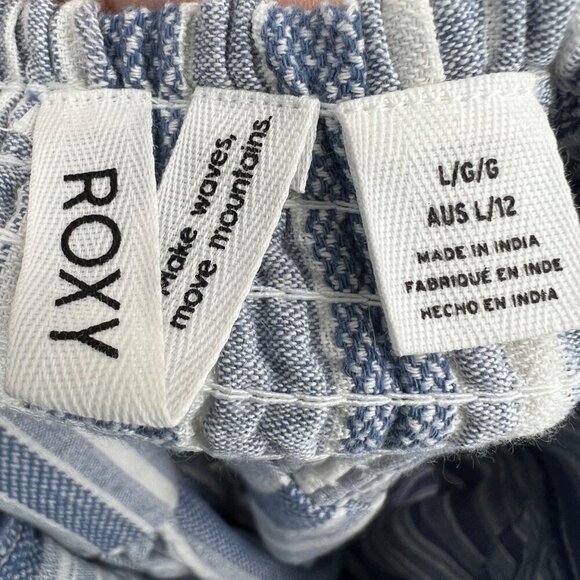 ROXY
Make waves,
move mountains.
L/G/G
AUS L/12
MADE IN INDIA
FABRIQUÉ EN INDE
HECHO EN INDIA